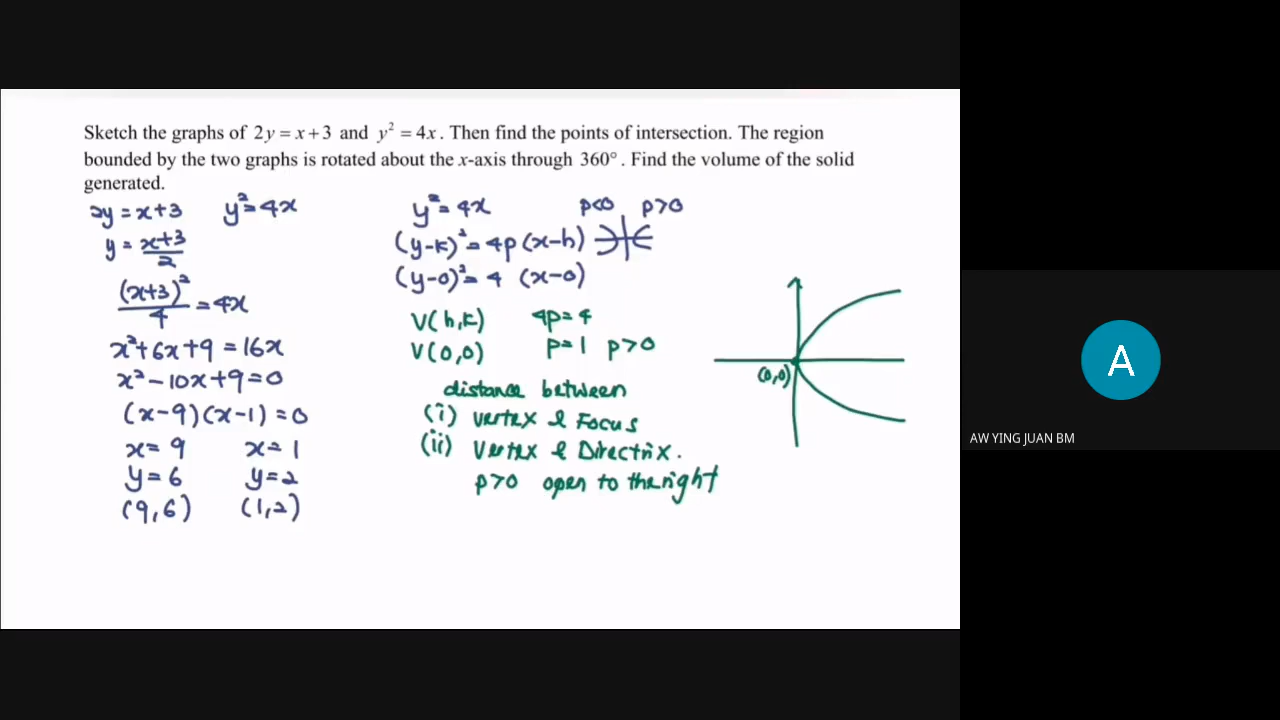 Sketch the graphs of 2y = x + 3 and y² = 4x. Then find the points of intersection. The region
bounded by the two graphs is rotated about the x-axis through 360°. Find the volume of the solid
generated.
2y = x+3
y = (x+3)/2
y² = 4x
(x+3)²/4 = 4x
x²+6x+9 = 16x
x² - 10x + 9 = 0
(x-9)(x-1) = 0
x = 9 x = 1
y = 6 y = 2
(9,6) (1,2)
y² = 4x
(y-k)² = 4p (x-h)
(y-0)² = 4 (x-0)
p<0 p>0
V(h,k) 4p = 4
V(0,0) p = 1 p>0
distance between
(i) Vertex & Focus
(ii) Vertex & Directrix.
p>0 open to the right
(0,0)
A
AW YING JUAN BM